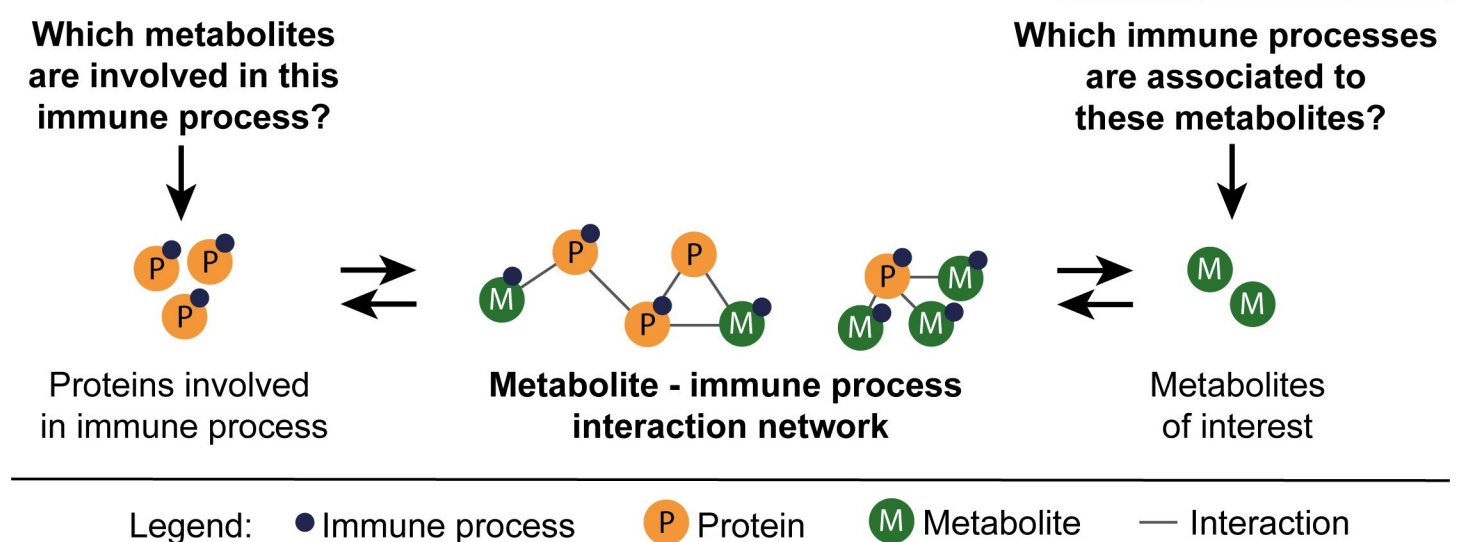 Which metabolites
are involved in this
immune process?
Which immune processes
are associated to
these metabolites?
P
P
P
M
P
P
P
M
P
M
M
M
M
M
Proteins involved
in immune process
Metabolite - immune process
interaction network
Metabolites
of interest
Legend:
Immune process
P Protein
M Metabolite
Interaction